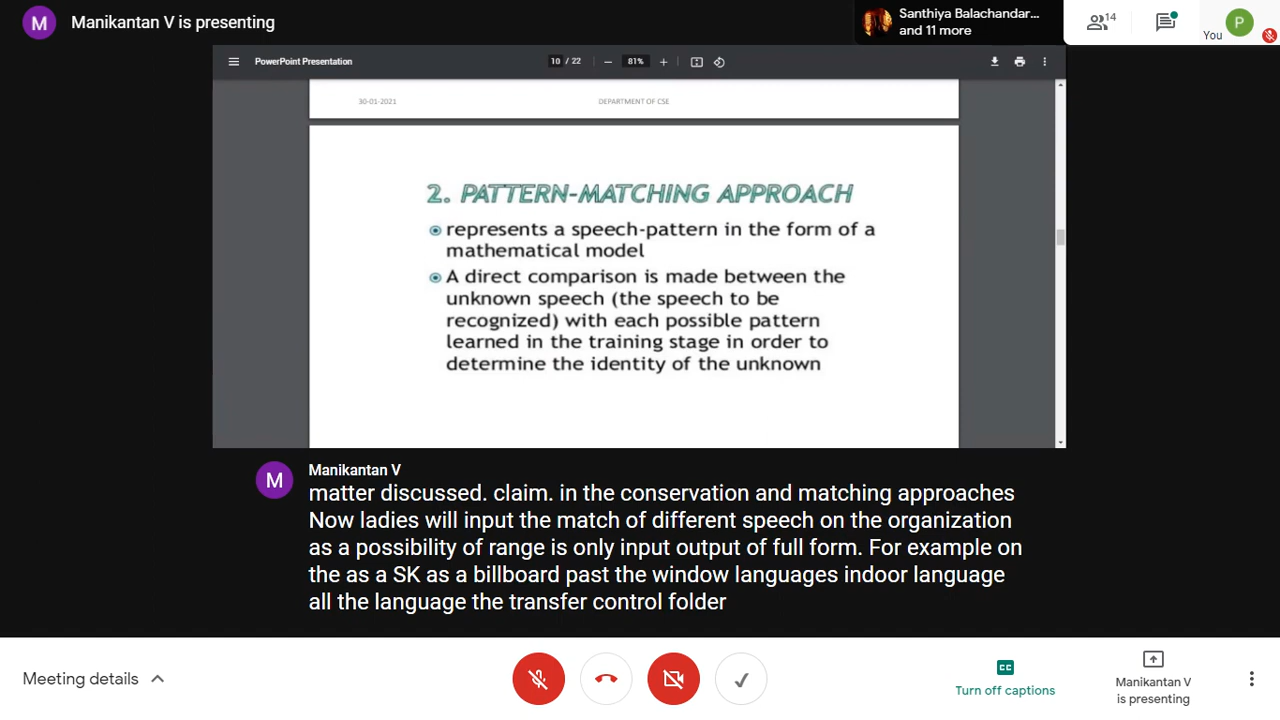 M Manikantan V is presenting
Santhiya Balachandar...
and 11 more
14
You
P
PowerPoint Presentation
10 / 22
81%
30-01-2021
DEPARTMENT OF CSE
2. PATTERN-MATCHING APPROACH
represents a speech-pattern in the form of a
mathematical model
A direct comparison is made between the
unknown speech (the speech to be
recognized) with each possible pattern
learned in the training stage in order to
determine the identity of the unknown
M
Manikantan V
matter discussed. claim. in the conservation and matching approaches
Now ladies will input the match of different speech on the organization
as a possibility of range is only input output of full form. For example on
the as a SK as a billboard past the window languages indoor language
all the language the transfer control folder
Meeting details
CC
Turn off captions
Manikantan V
is presenting